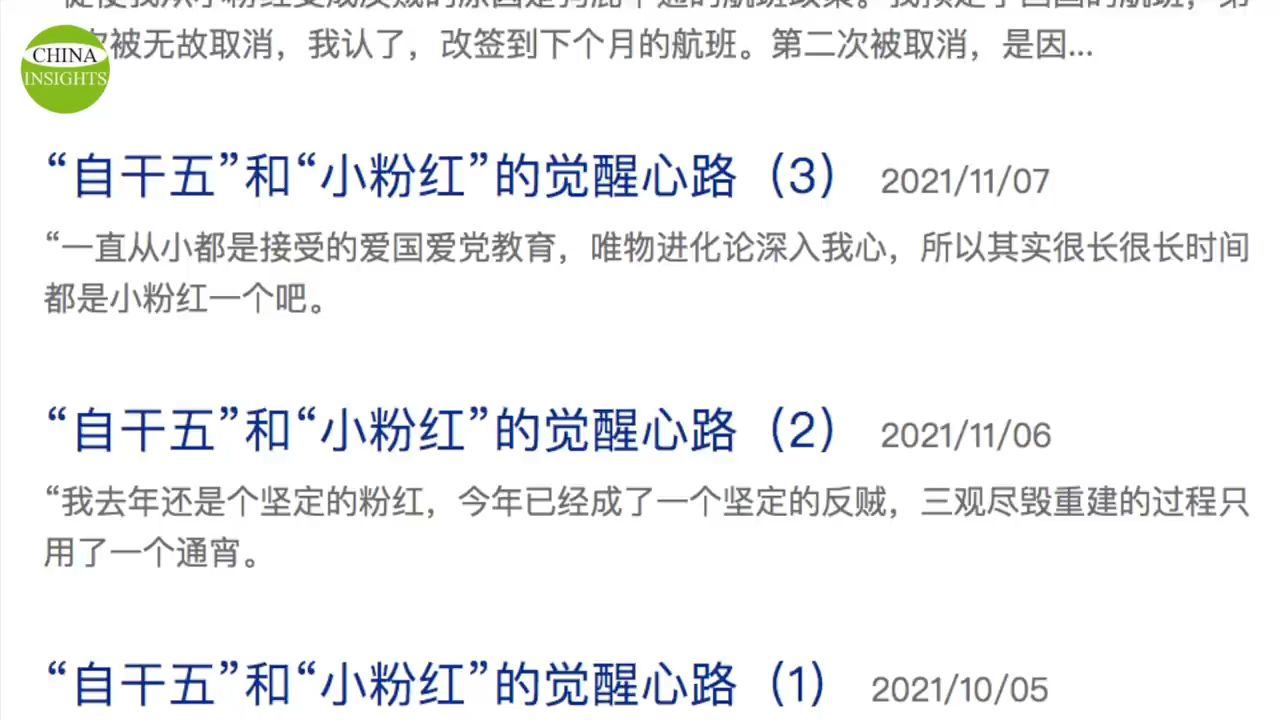 CHINA
INSIGHTS
次被无故取消，我认了，改签到下个月的航班。第二次被取消，是因...
“自干五”和“小粉红”的觉醒心路（3） 2021/11/07
“一直从小都是接受的爱国爱党教育，唯物进化论深入我心，所以其实很长很长时间
都是小粉红一个吧。
“自干五”和“小粉红”的觉醒心路（2） 2021/11/06
“我去年还是个坚定的粉红，今年已经成了一个坚定的反贼，三观尽毁重建的过程只
用了一个通宵。
“自干五”和“小粉红”的觉醒心路（1） 2021/10/05